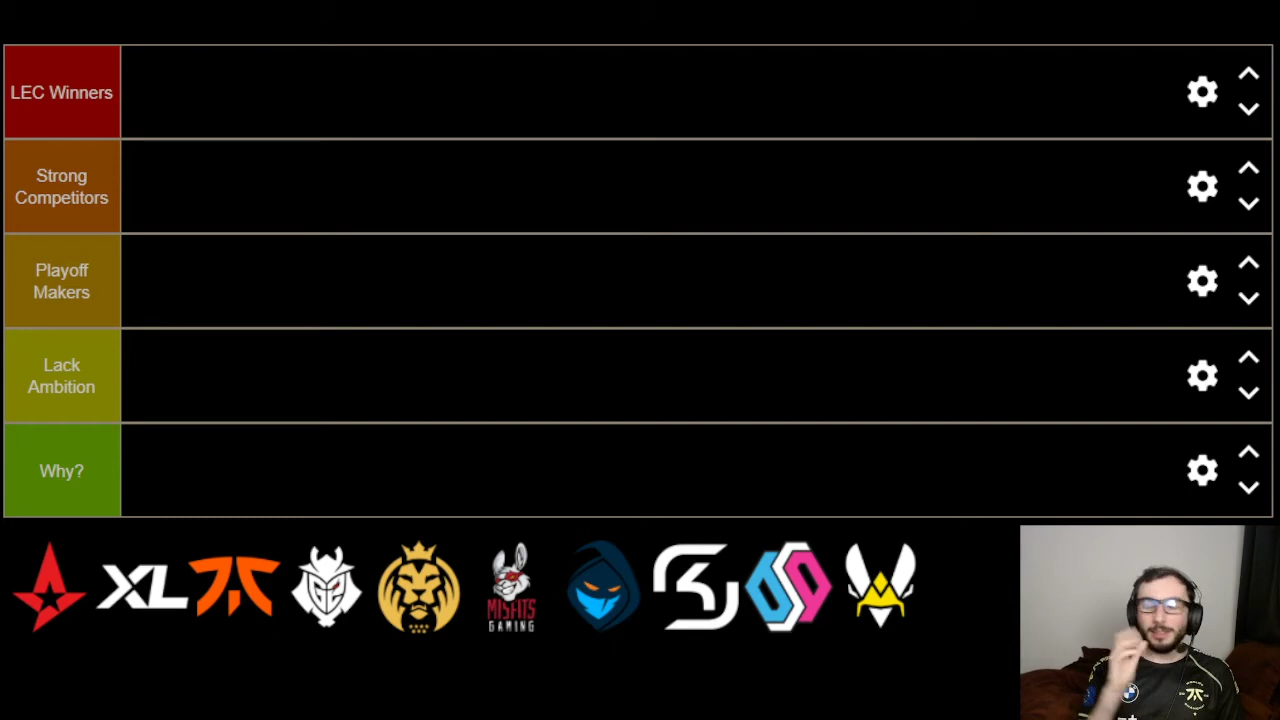 LEC Winners
Strong
Competitors
Playoff
Makers
Lack
Ambition
Why?
XL
MISFITS
GAMING